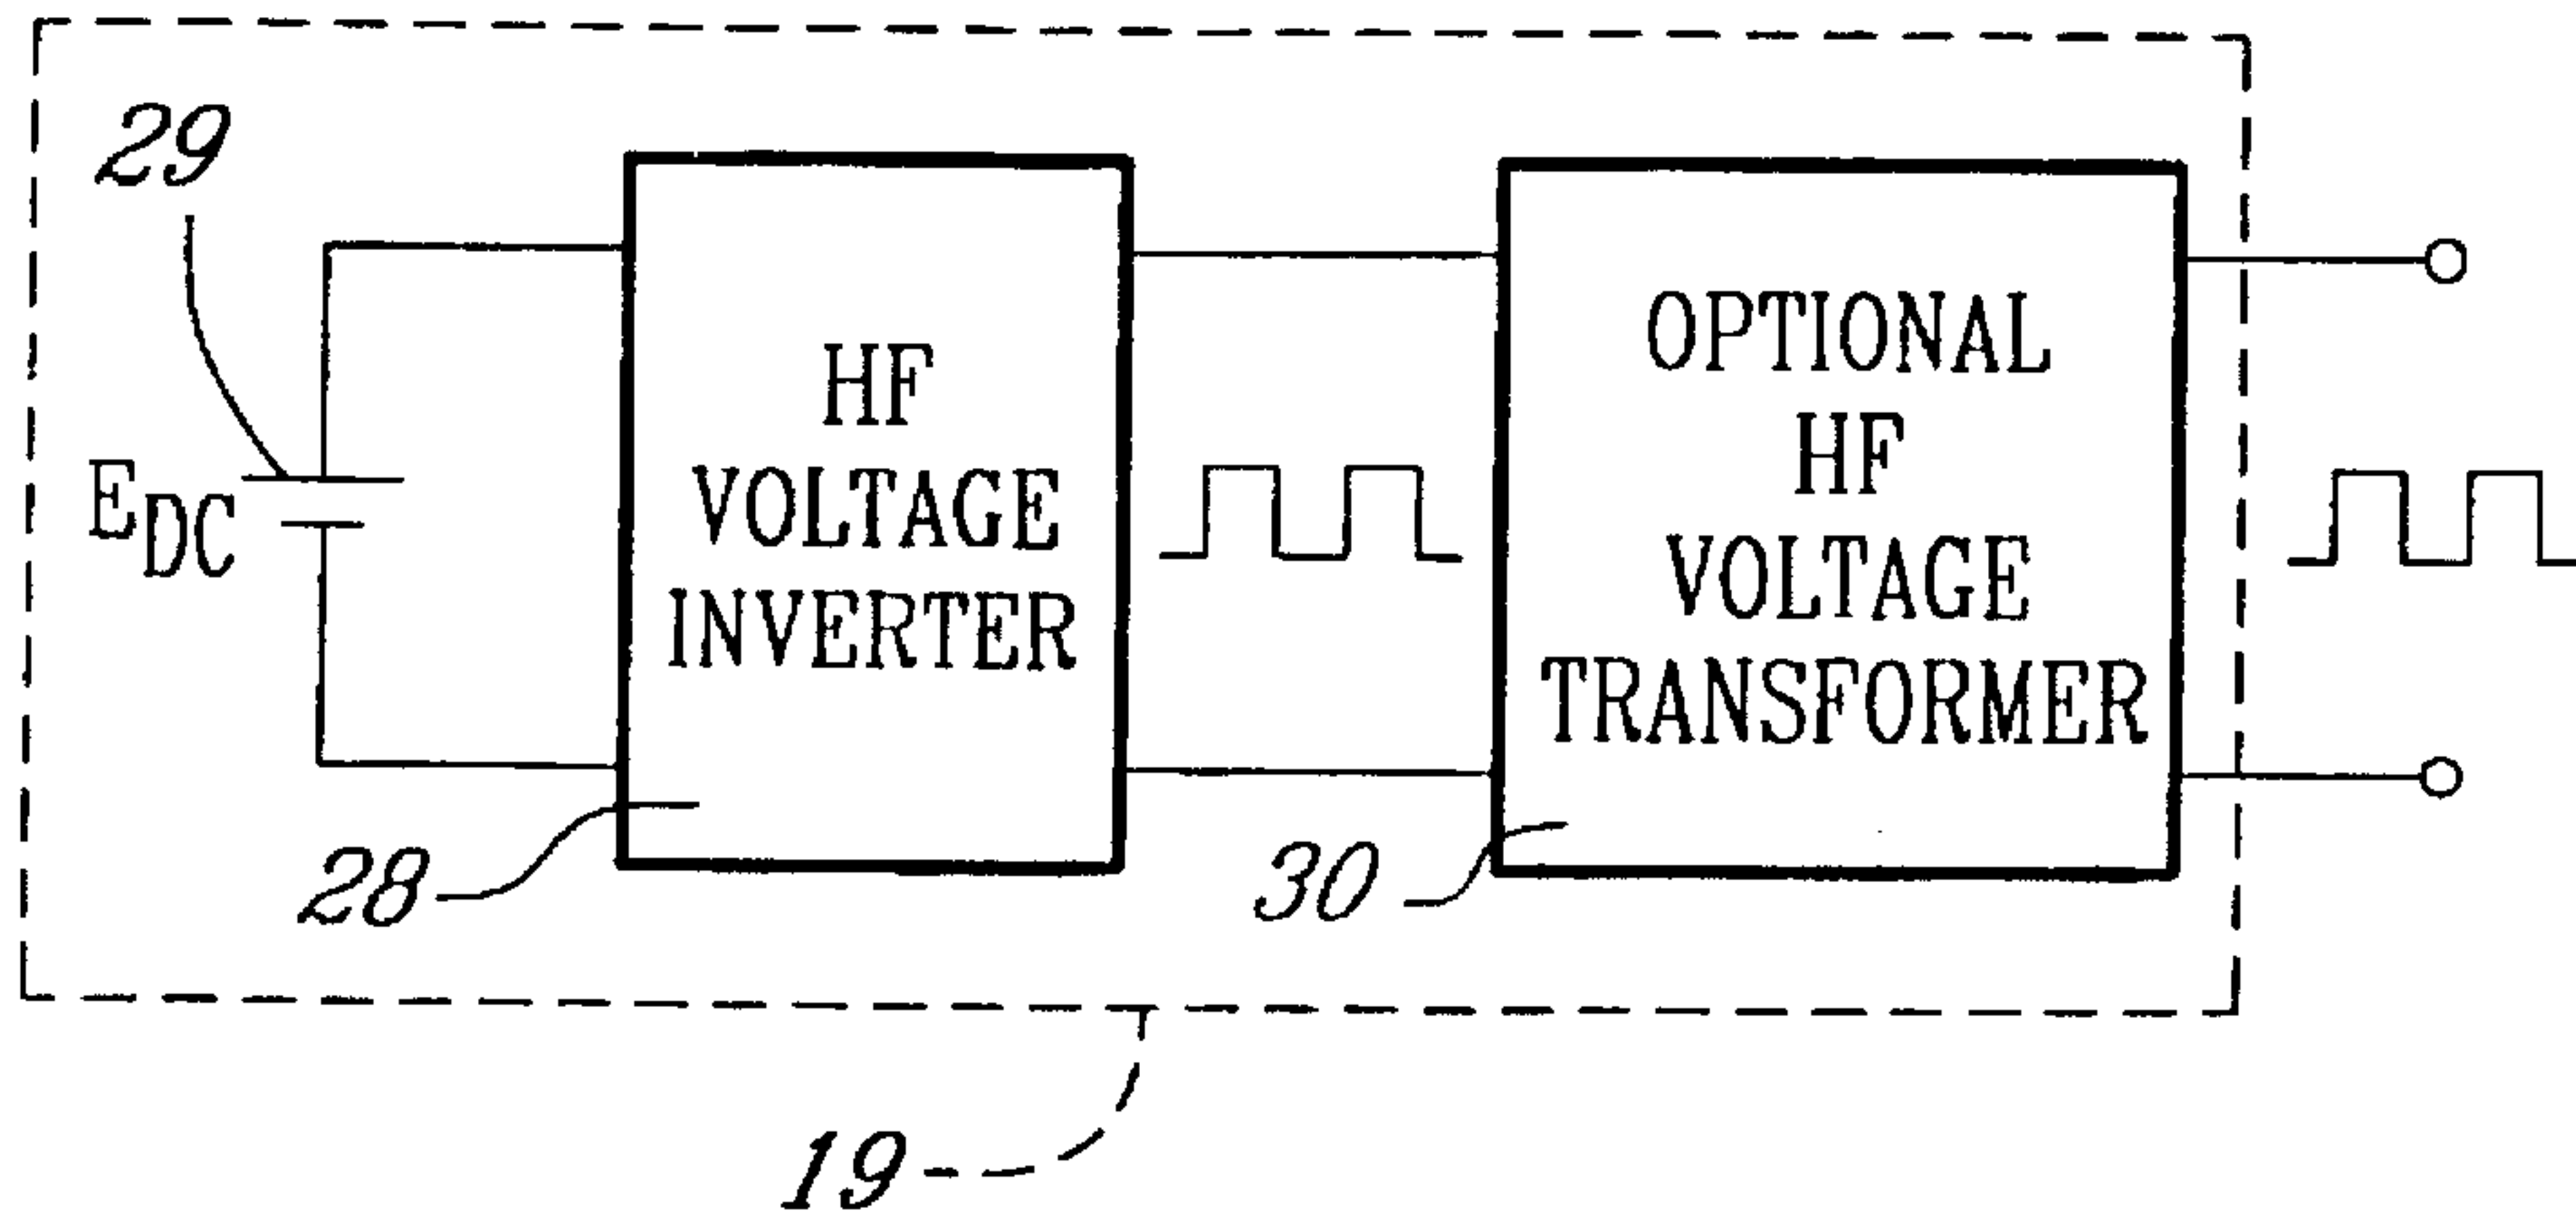 29
E_DC
HF
VOLTAGE
INVERTER
OPTIONAL
HF
VOLTAGE
TRANSFORMER
28
30
19